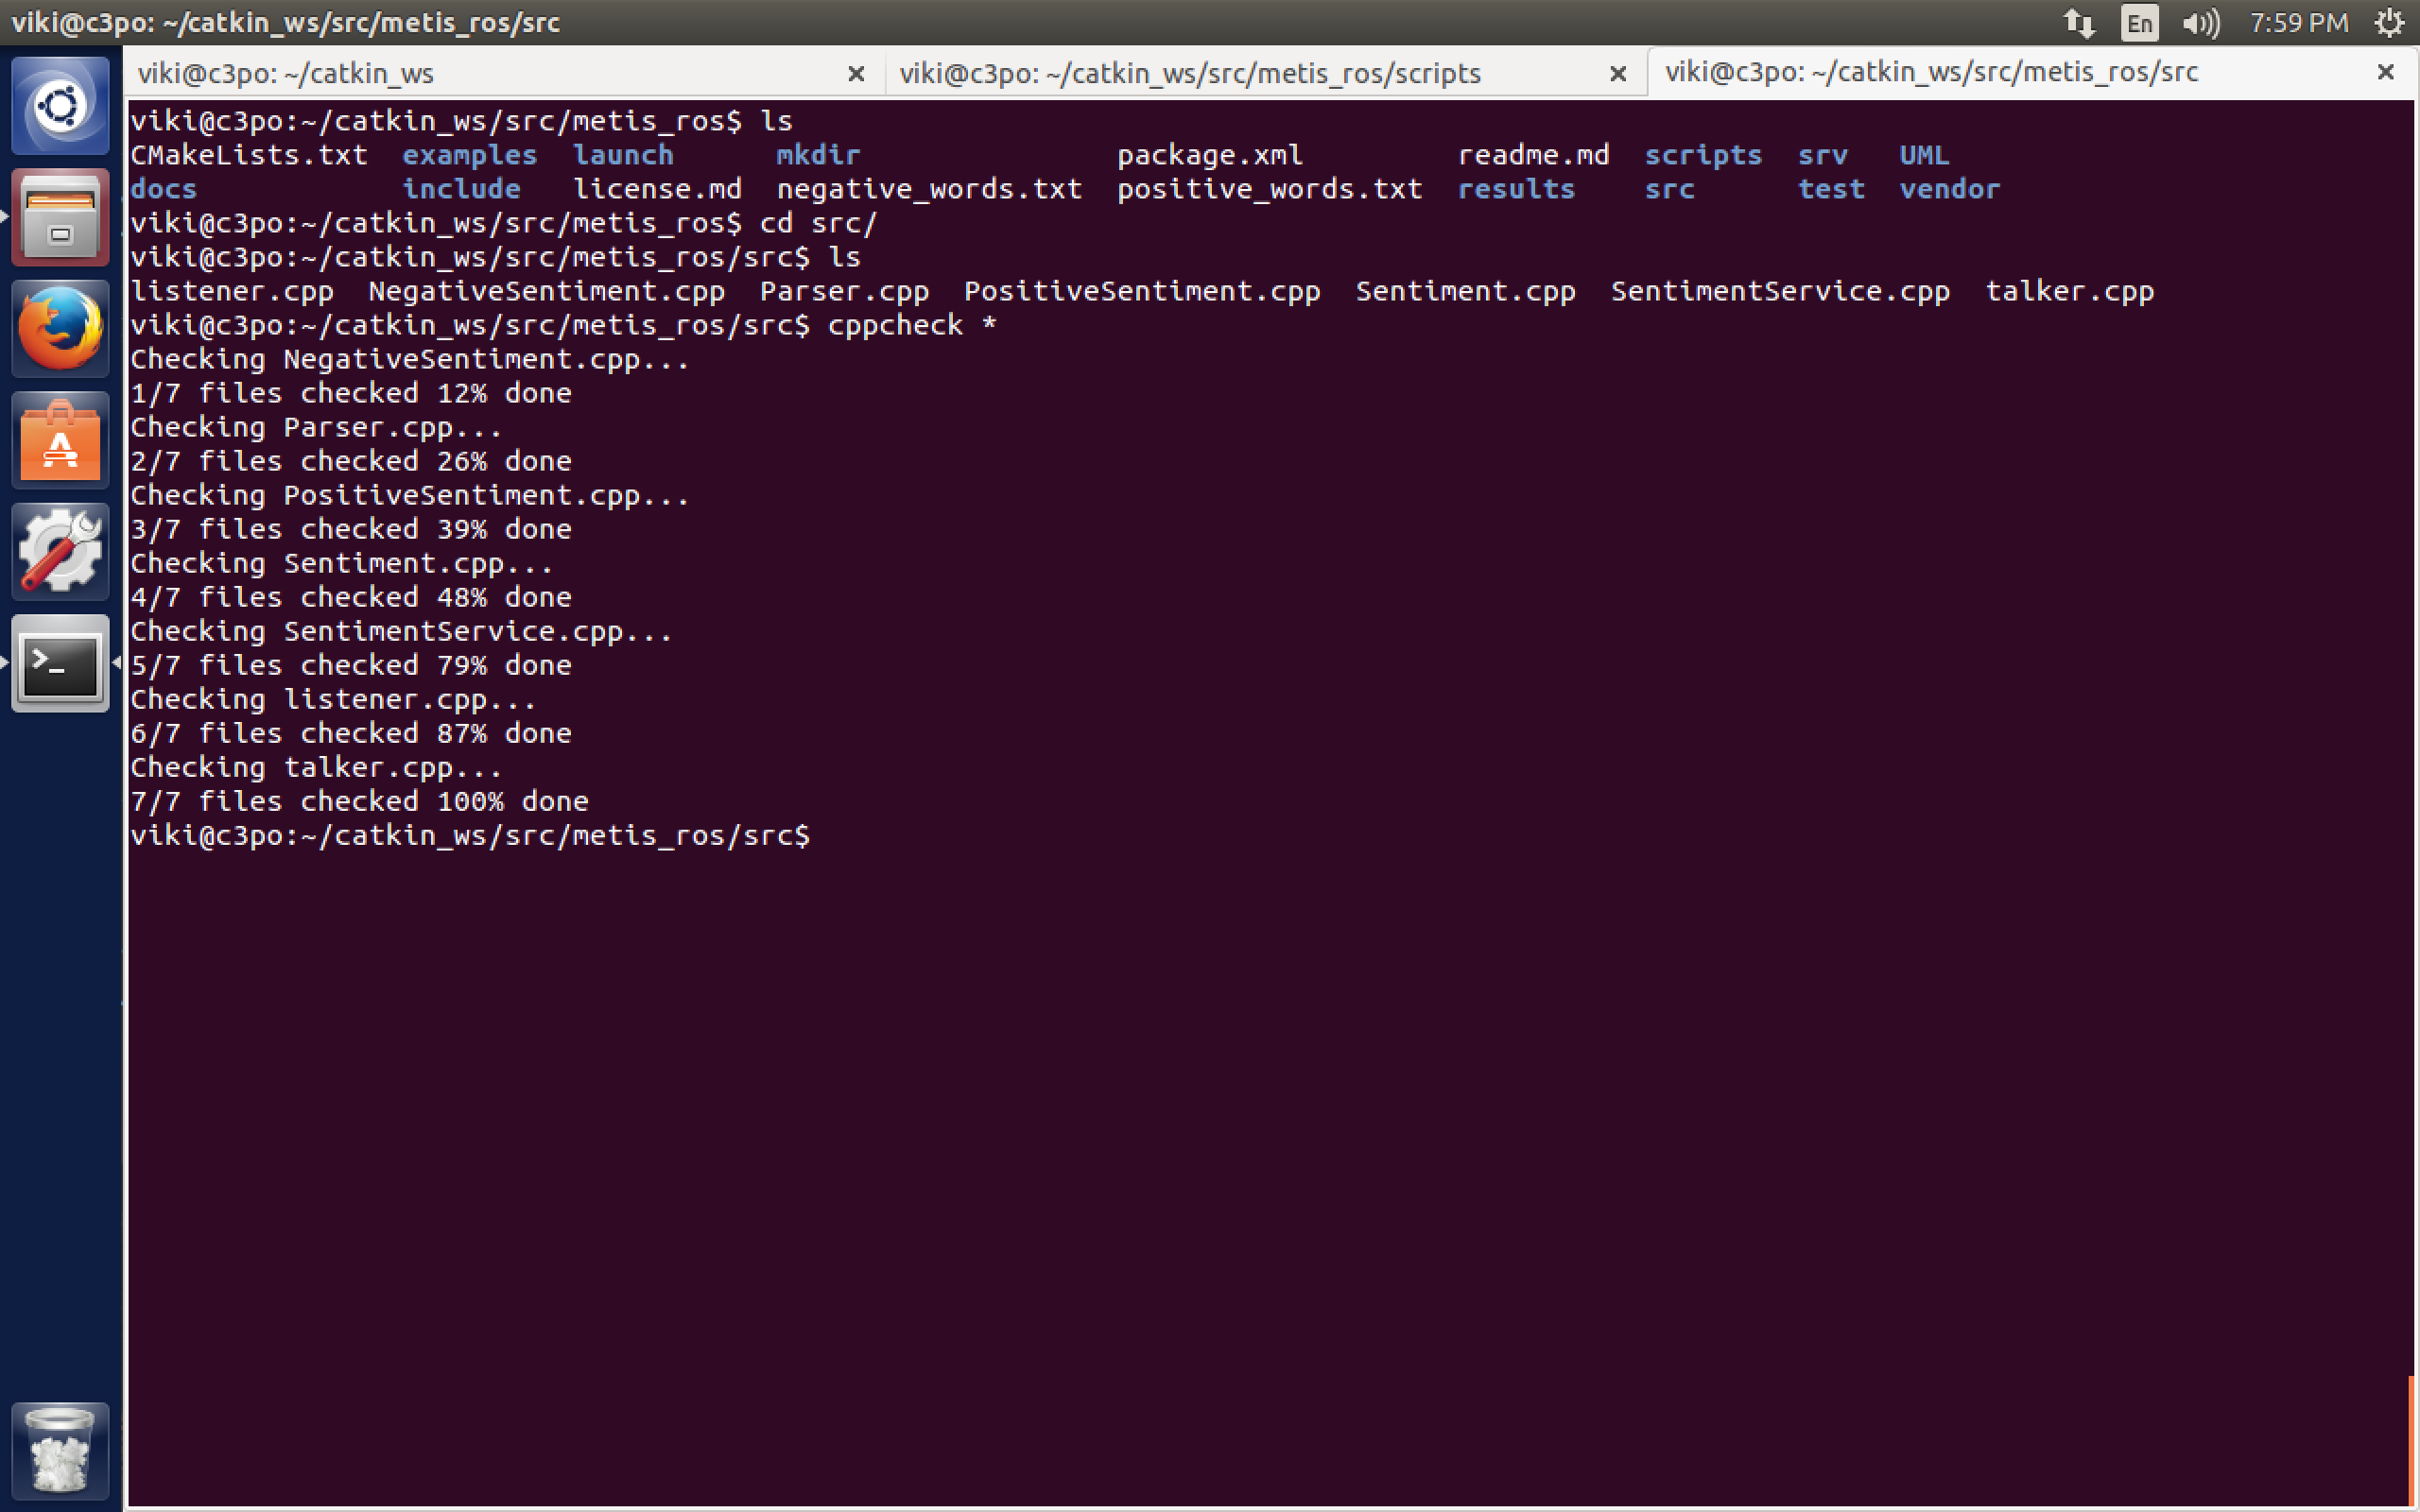 viki@c3po: ~/catkin_ws/src/metis_ros/src
En
7:59 PM
viki@c3po: ~/catkin_ws
viki@c3po: ~/catkin_ws/src/metis_ros/scripts
viki@c3po: ~/catkin_ws/src/metis_ros/src
viki@c3po:~/catkin_ws/src/metis_ros$ ls
CMakeLists.txt  examples  launch      mkdir               package.xml         readme.md  scripts  srv   UML
docs            include   license.md  negative_words.txt  positive_words.txt  results    src      test  vendor
viki@c3po:~/catkin_ws/src/metis_ros$ cd src/
viki@c3po:~/catkin_ws/src/metis_ros/src$ ls
listener.cpp  NegativeSentiment.cpp  Parser.cpp  PositiveSentiment.cpp  Sentiment.cpp  SentimentService.cpp  talker.cpp
viki@c3po:~/catkin_ws/src/metis_ros/src$ cppcheck *
Checking NegativeSentiment.cpp...
1/7 files checked 12% done
Checking Parser.cpp...
2/7 files checked 26% done
Checking PositiveSentiment.cpp...
3/7 files checked 39% done
Checking Sentiment.cpp...
4/7 files checked 48% done
Checking SentimentService.cpp...
5/7 files checked 79% done
Checking listener.cpp...
6/7 files checked 87% done
Checking talker.cpp...
7/7 files checked 100% done
viki@c3po:~/catkin_ws/src/metis_ros/src$